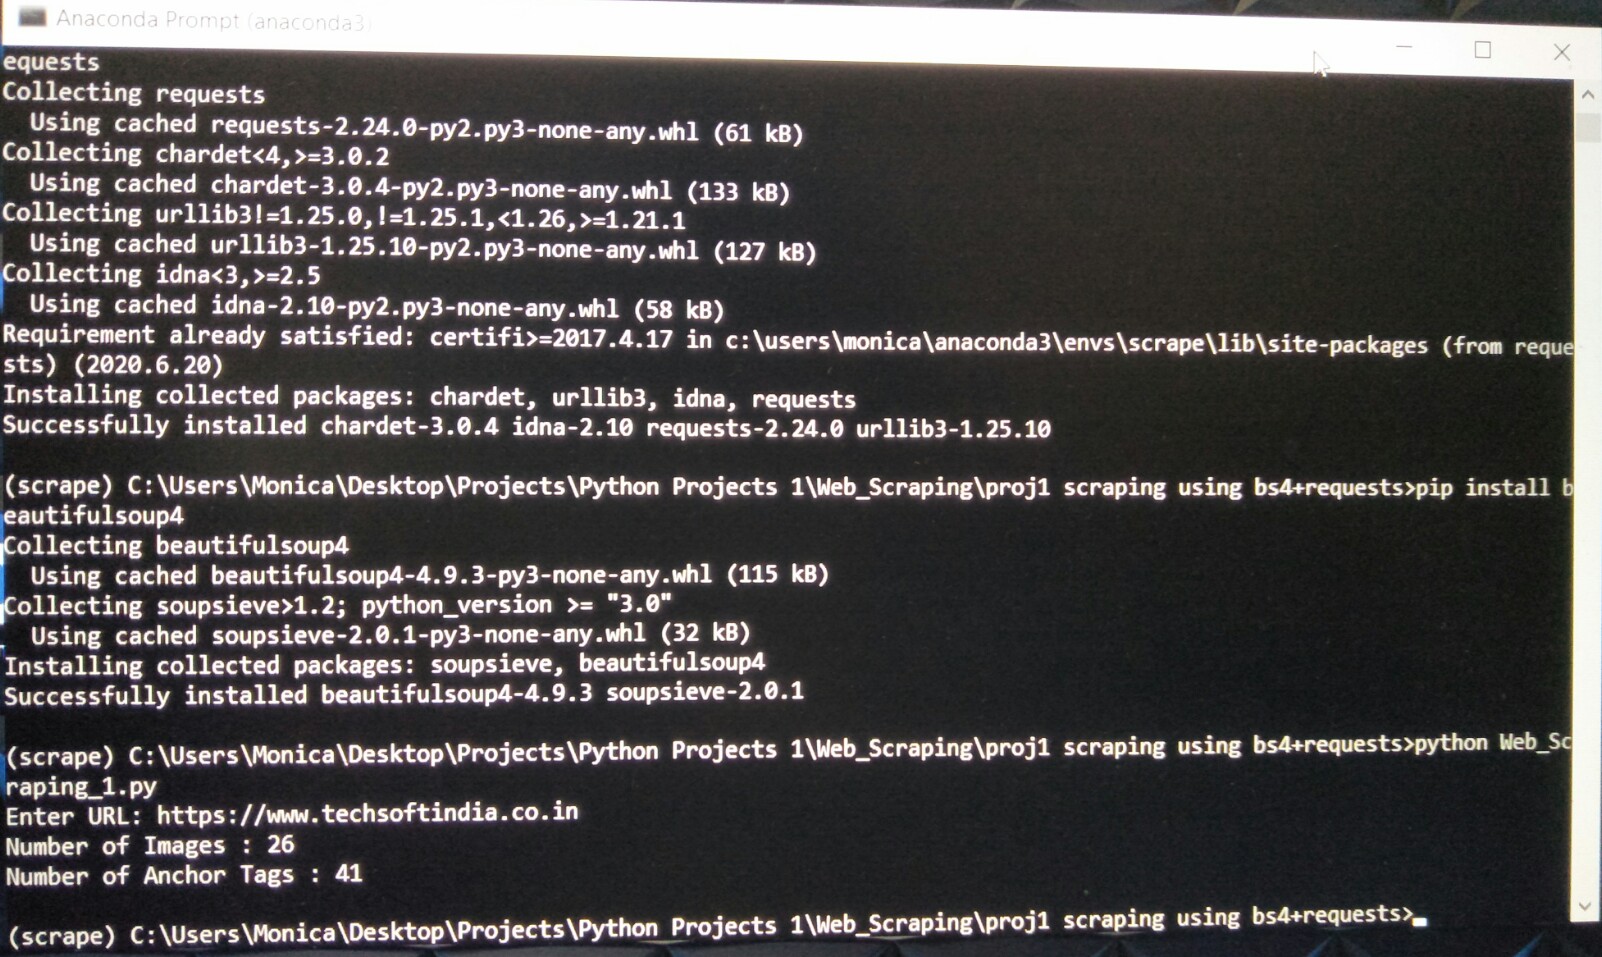 Anaconda Prompt (anaconda3)
equests
Collecting requests
  Using cached requests-2.24.0-py2.py3-none-any.whl (61 kB)
Collecting chardet<4,>=3.0.2
  Using cached chardet-3.0.4-py2.py3-none-any.whl (133 kB)
Collecting urllib3!=1.25.0,!=1.25.1,<1.26,>=1.21.1
  Using cached urllib3-1.25.10-py2.py3-none-any.whl (127 kB)
Collecting idna<3,>=2.5
  Using cached idna-2.10-py2.py3-none-any.whl (58 kB)
Requirement already satisfied: certifi>=2017.4.17 in c:\users\monica\anaconda3\envs\scrape\lib\site-packages (from reque
sts) (2020.6.20)
Installing collected packages: chardet, urllib3, idna, requests
Successfully installed chardet-3.0.4 idna-2.10 requests-2.24.0 urllib3-1.25.10
(scrape) C:\Users\Monica\Desktop\Projects\Python Projects 1\Web_Scraping\proj1 scraping using bs4+requests>pip install b
eautifulsoup4
Collecting beautifulsoup4
  Using cached beautifulsoup4-4.9.3-py3-none-any.whl (115 kB)
Collecting soupsieve>1.2; python_version >= "3.0"
  Using cached soupsieve-2.0.1-py3-none-any.whl (32 kB)
Installing collected packages: soupsieve, beautifulsoup4
Successfully installed beautifulsoup4-4.9.3 soupsieve-2.0.1
(scrape) C:\Users\Monica\Desktop\Projects\Python Projects 1\Web_Scraping\proj1 scraping using bs4+requests>python Web_Sc
raping_1.py
Enter URL: https://www.techsoftindia.co.in
Number of Images : 26
Number of Anchor Tags : 41
(scrape) C:\Users\Monica\Desktop\Projects\Python Projects 1\Web_Scraping\proj1 scraping using bs4+requests>